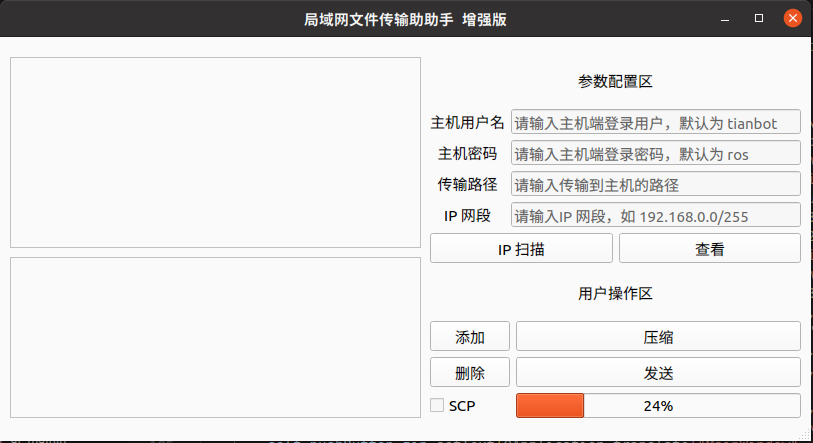 局域网文件传输助助手 增强版
参数配置区
主机用户名 请输入主机端登录用户，默认为 tianbot
主机密码 请输入主机端登录密码，默认为 ros
传输路径 请输入传输到主机的路径
IP 网段 请输入IP 网段，如 192.168.0.0/255
IP 扫描 查看
用户操作区
添加 压缩
删除 发送
SCP 24%